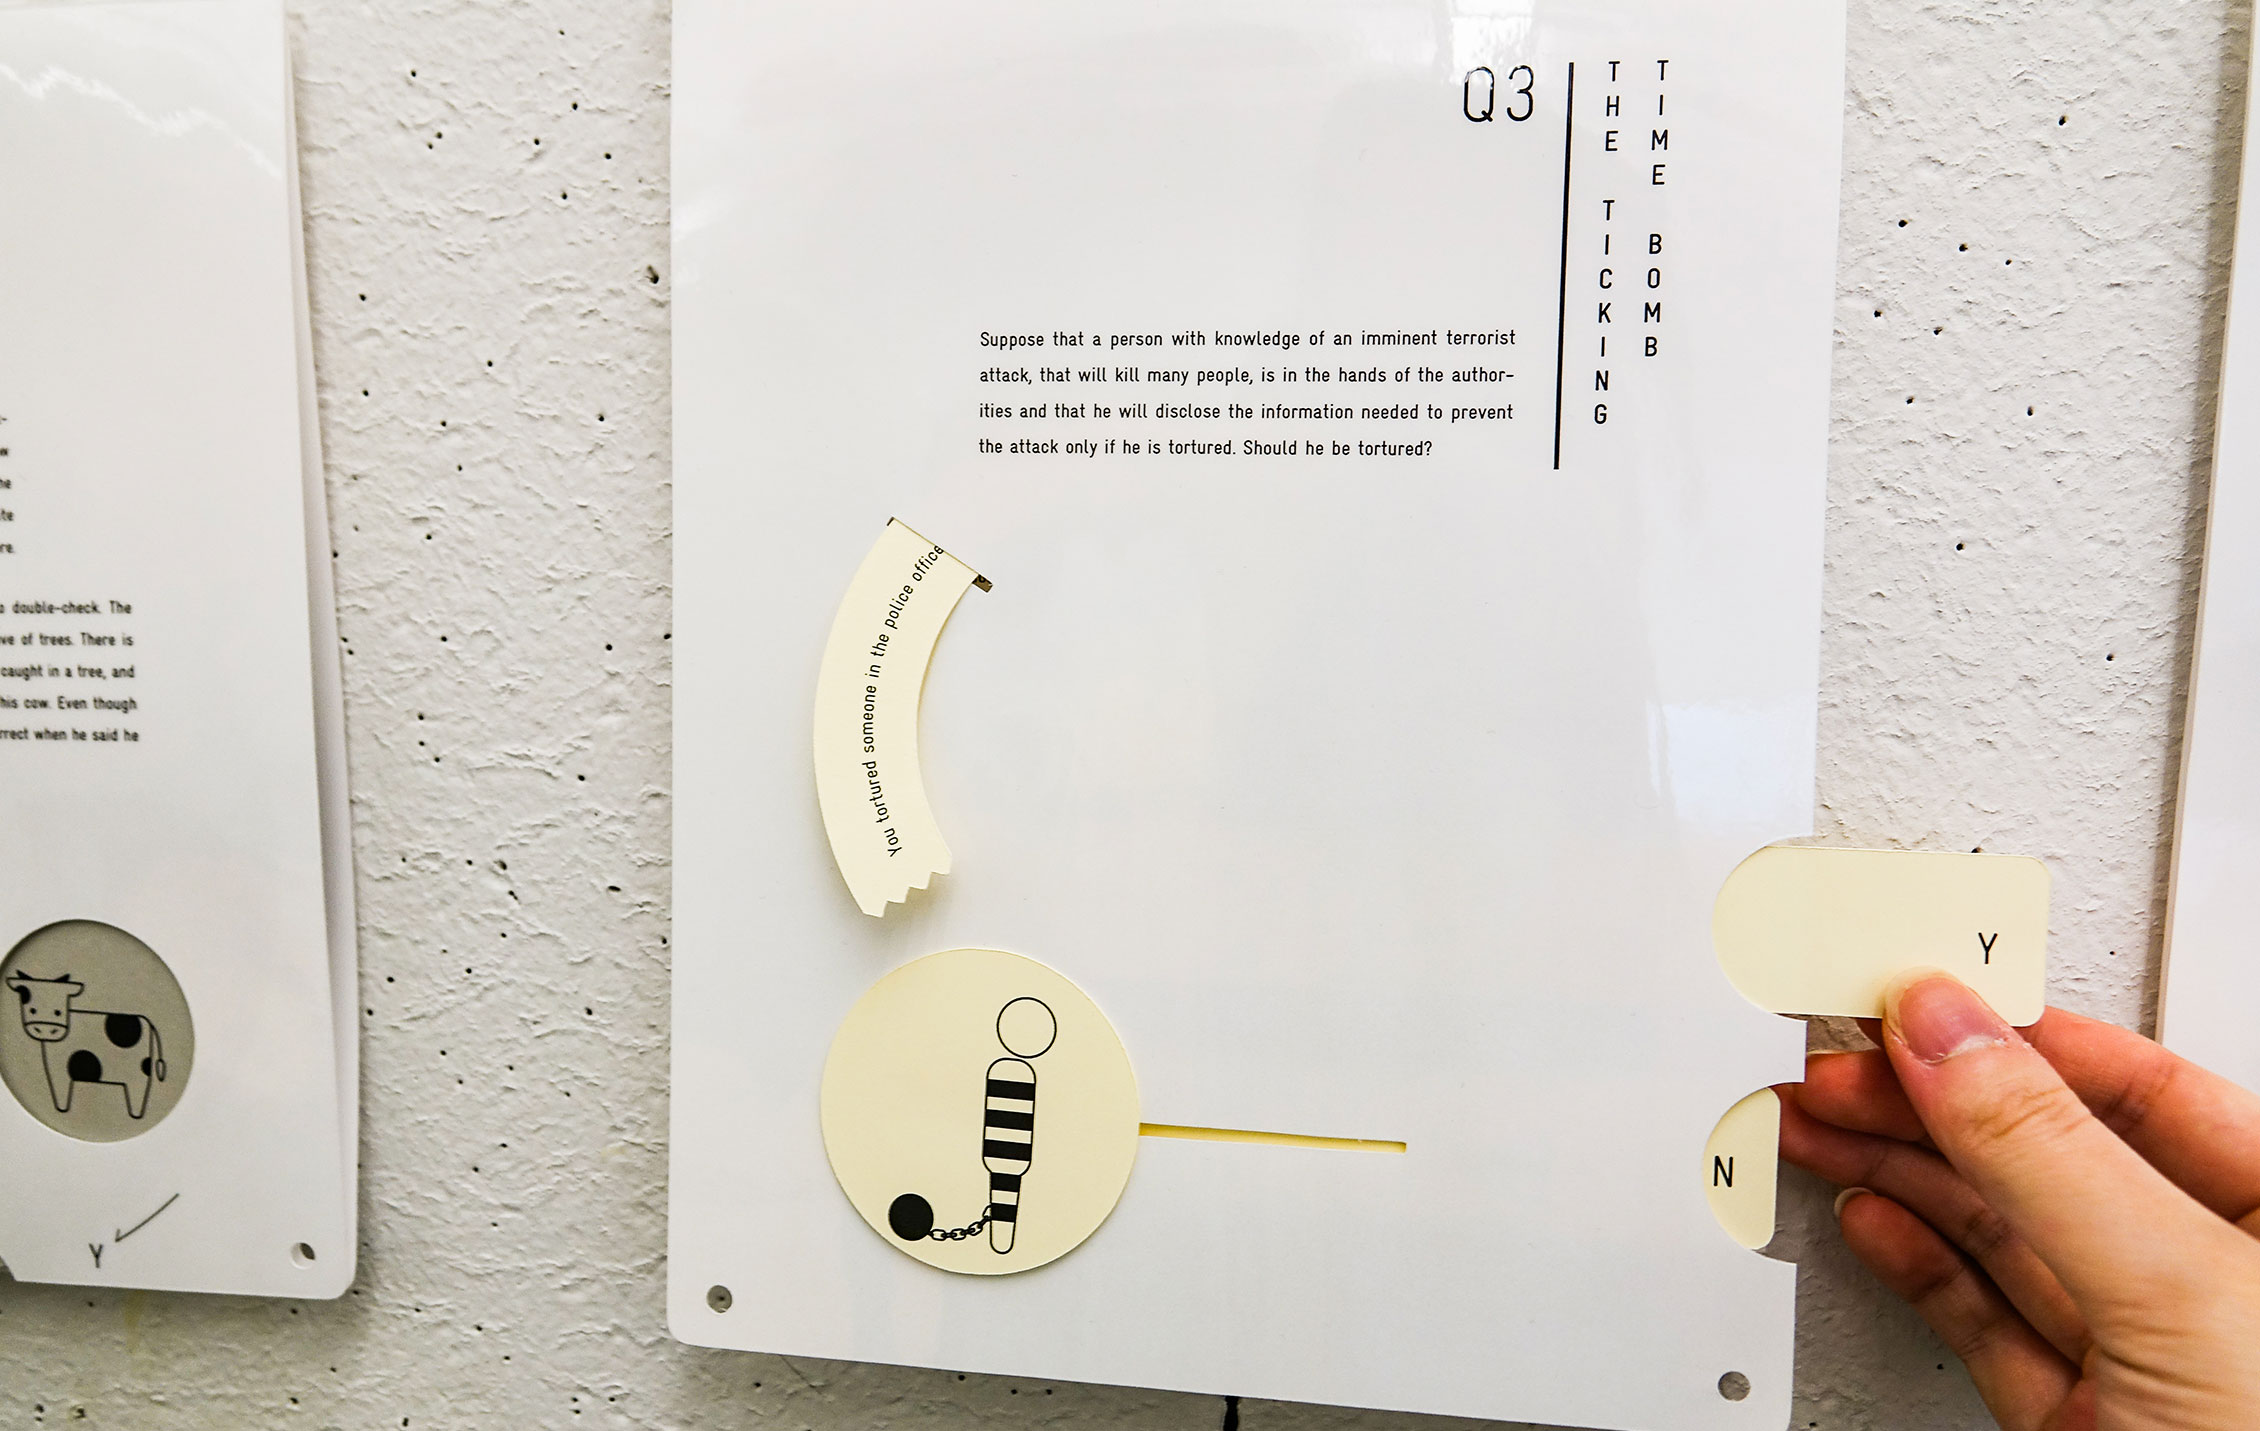 double-check. The
of trees. There is
caught in a tree, and
his cow. Even though
when he said he
Y
Q3
THE TICKING
TIME BOMB
Suppose that a person with knowledge of an imminent terrorist
attack, that will kill many people, is in the hands of the author-
ities and that he will disclose the information needed to prevent
the attack only if he is tortured. Should he be tortured?
You tortured someone in the police office
Y
N